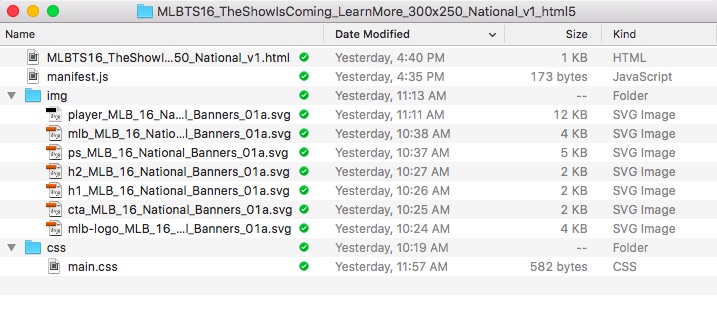 MLBTS16_TheShowIsComing_LearnMore_300x250_National_v1_html5
Name Date Modified Size Kind
MLBTS16_TheShowI...50_National_v1.html Yesterday, 4:40 PM 1 KB HTML
manifest.js Yesterday, 4:35 PM 173 bytes JavaScript
img Yesterday, 11:13 AM -- Folder
player_MLB_16_Na...l_Banners_01a.svg Yesterday, 11:11 AM 12 KB SVG Image
mlb_MLB_16_Natio...l_Banners_01a.svg Yesterday, 10:38 AM 4 KB SVG Image
ps_MLB_16_National_Banners_01a.svg Yesterday, 10:37 AM 5 KB SVG Image
h2_MLB_16_National_Banners_01a.svg Yesterday, 10:27 AM 2 KB SVG Image
h1_MLB_16_National_Banners_01a.svg Yesterday, 10:26 AM 2 KB SVG Image
cta_MLB_16_National_Banners_01a.svg Yesterday, 10:25 AM 2 KB SVG Image
mlb-logo_MLB_16_...l_Banners_01a.svg Yesterday, 10:24 AM 4 KB SVG Image
css Yesterday, 10:19 AM -- Folder
main.css Yesterday, 11:57 AM 582 bytes CSS